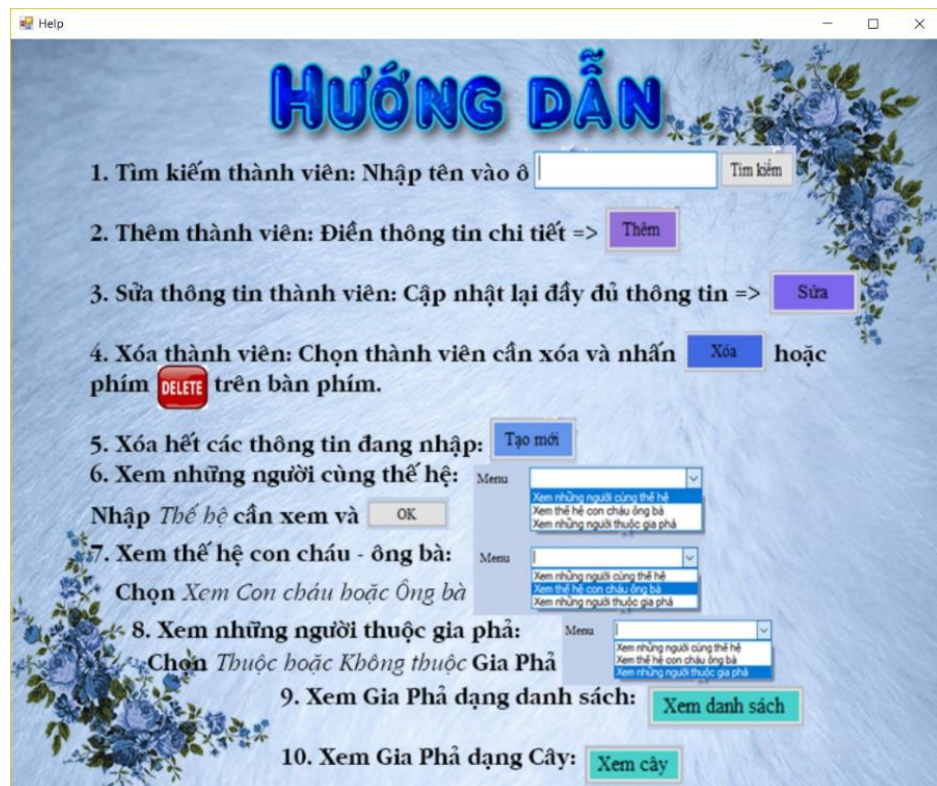 Help
Hướng dẫn
1. Tìm kiếm thành viên: Nhập tên vào ô Tìm kiếm
2. Thêm thành viên: Điền thông tin chi tiết => Thêm
3. Sửa thông tin thành viên: Cập nhật lại đầy đủ thông tin => Sửa
4. Xóa thành viên: Chọn thành viên cần xóa và nhấn Xóa hoặc
phím DELETE trên bàn phím.
5. Xóa hết các thông tin đang nhập: Tạo mới
6. Xem những người cùng thế hệ: Menu
Xem những người cùng thế hệ
Xem thế hệ con cháu ông bà
Xem những người thuộc gia phả
Nhập Thế hệ cần xem và OK
7. Xem thế hệ con cháu - ông bà: Menu
Xem những người cùng thế hệ
Xem thế hệ con cháu ông bà
Xem những người thuộc gia phả
Chọn Xem Con cháu hoặc Ông bà
8. Xem những người thuộc gia phả: Menu
Xem những người cùng thế hệ
Xem thế hệ con cháu ông bà
Xem những người thuộc gia phả
Chọn Thuộc hoặc Không thuộc Gia Phả
9. Xem Gia Phả dạng danh sách: Xem danh sách
10. Xem Gia Phả dạng Cây: Xem cây